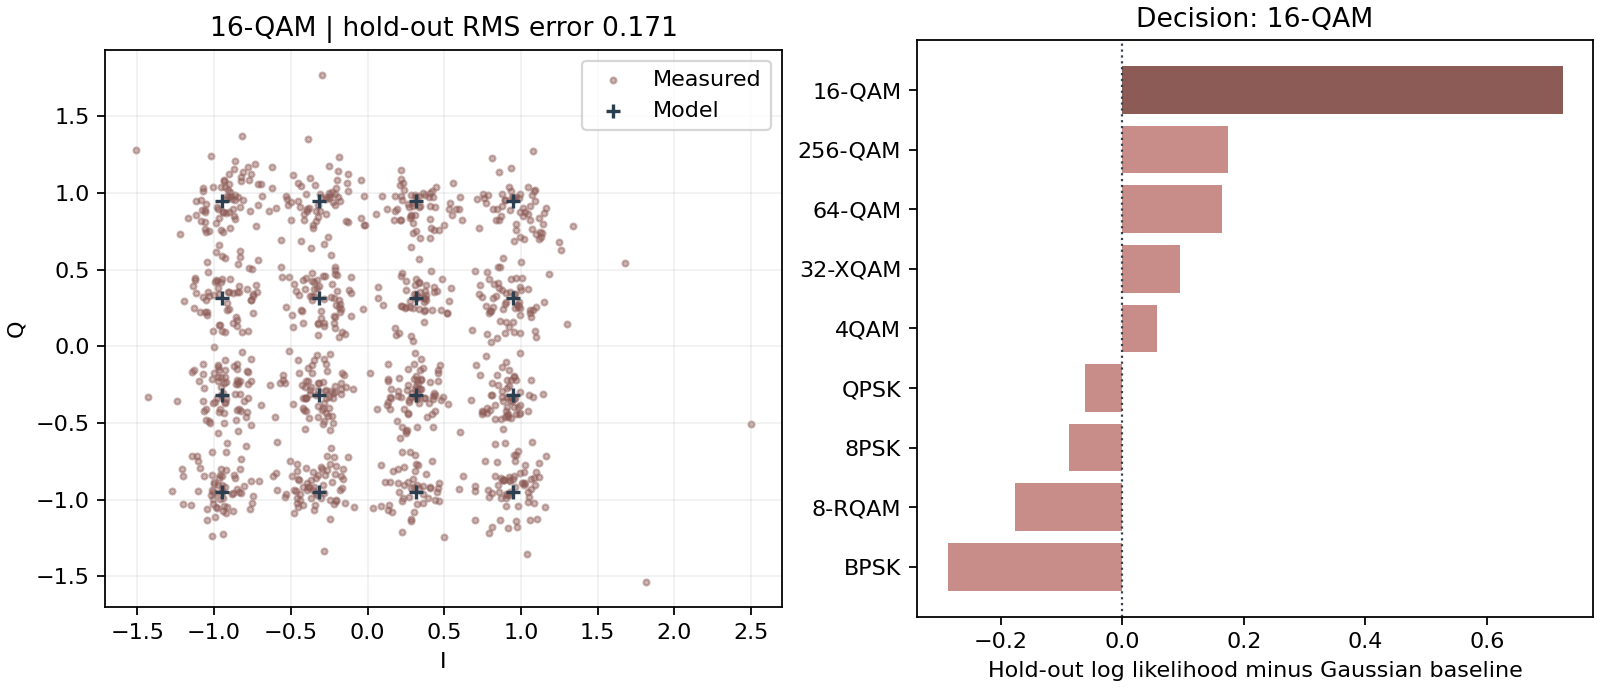 16-QAM | hold-out RMS error 0.171
Measured
Model
1.5
1.0
0.5
0.0
−0.5
−1.0
−1.5
Q
−1.5 −1.0 −0.5 0.0 0.5 1.0 1.5 2.0 2.5
I
Decision: 16-QAM
16-QAM
256-QAM
64-QAM
32-XQAM
4QAM
QPSK
8PSK
8-RQAM
BPSK
−0.2 0.0 0.2 0.4 0.6
Hold-out log likelihood minus Gaussian baseline